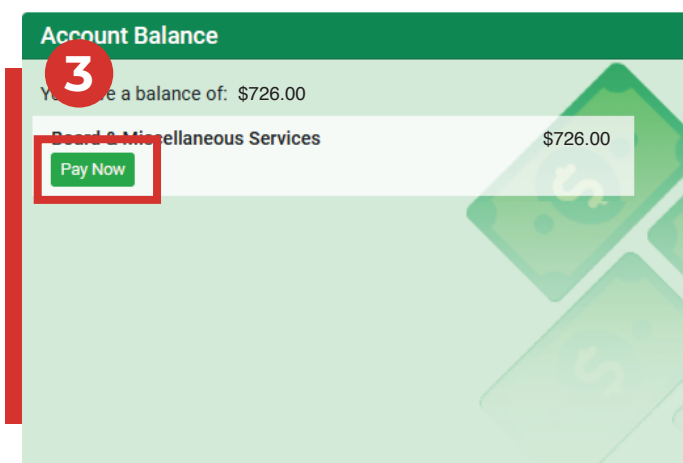 Account Balance
3
a balance of: $726.00
Board & Miscellaneous Services $726.00
Pay Now